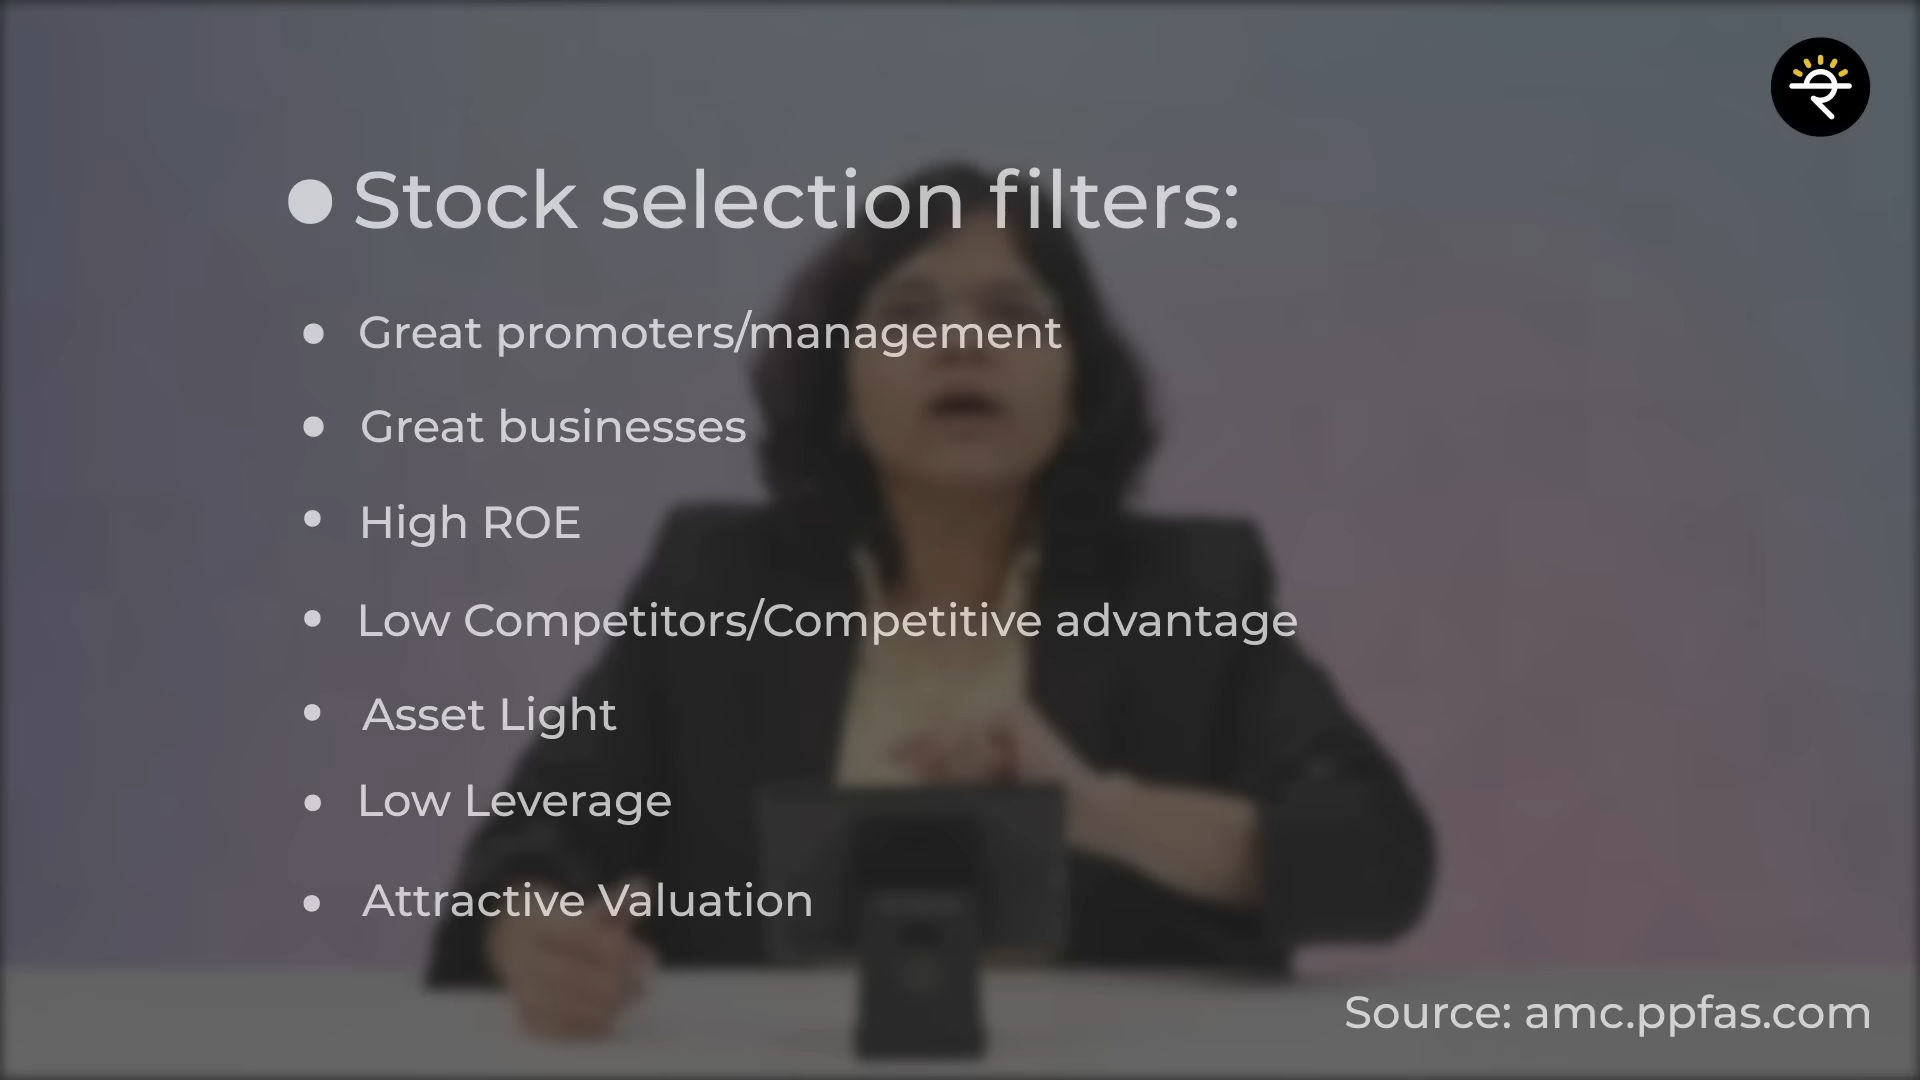 Stock selection filters:
Great promoters/management
Great businesses
High ROE
Low Competitors/Competitive advantage
Asset Light
Low Leverage
Attractive Valuation
Source: amc.ppfas.com